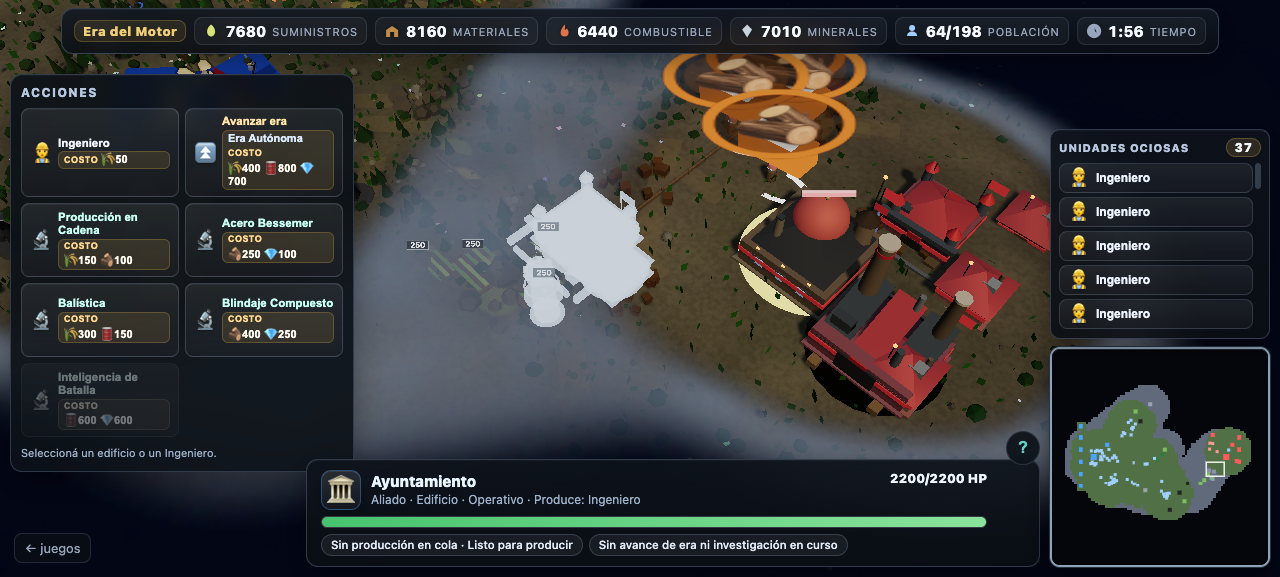 Era del Motor 7680 SUMINISTROS 8160 MATERIALES 6440 COMBUSTIBLE 7010 MINERALES 64/198 POBLACIÓN 1:56 TIEMPO
ACCIONES
Ingeniero
COSTO 50
Avanzar era
Era Autónoma
COSTO
400 800
700
Producción en
Cadena
COSTO
150 100
Acero Bessemer
COSTO
250 100
Balística
COSTO
300 150
Blindaje Compuesto
COSTO
400 250
Inteligencia de
Batalla
COSTO
600 600
Seleccioná un edificio o un Ingeniero.
250
250
250
250
UNIDADES OCIOSAS 37
Ingeniero
Ingeniero
Ingeniero
Ingeniero
Ingeniero
?
Ayuntamiento 2200/2200 HP
Aliado · Edificio · Operativo · Produce: Ingeniero
Sin producción en cola · Listo para producir Sin avance de era ni investigación en curso
← juegos